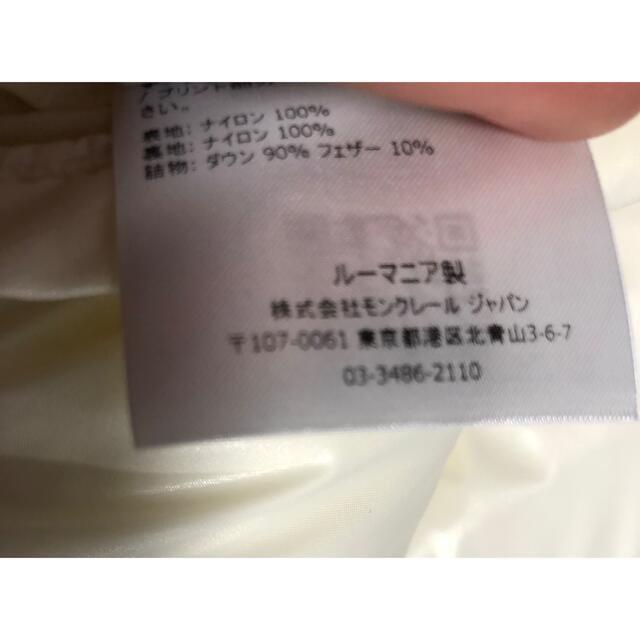 さい。
表地: ナイロン 100%
裏地: ナイロン 100%
詰物: ダウン 90% フェザー 10%
ルーマニア製
株式会社モンクレール ジャパン
〒107-0061 東京都港区北青山3-6-7
03-3486-2110